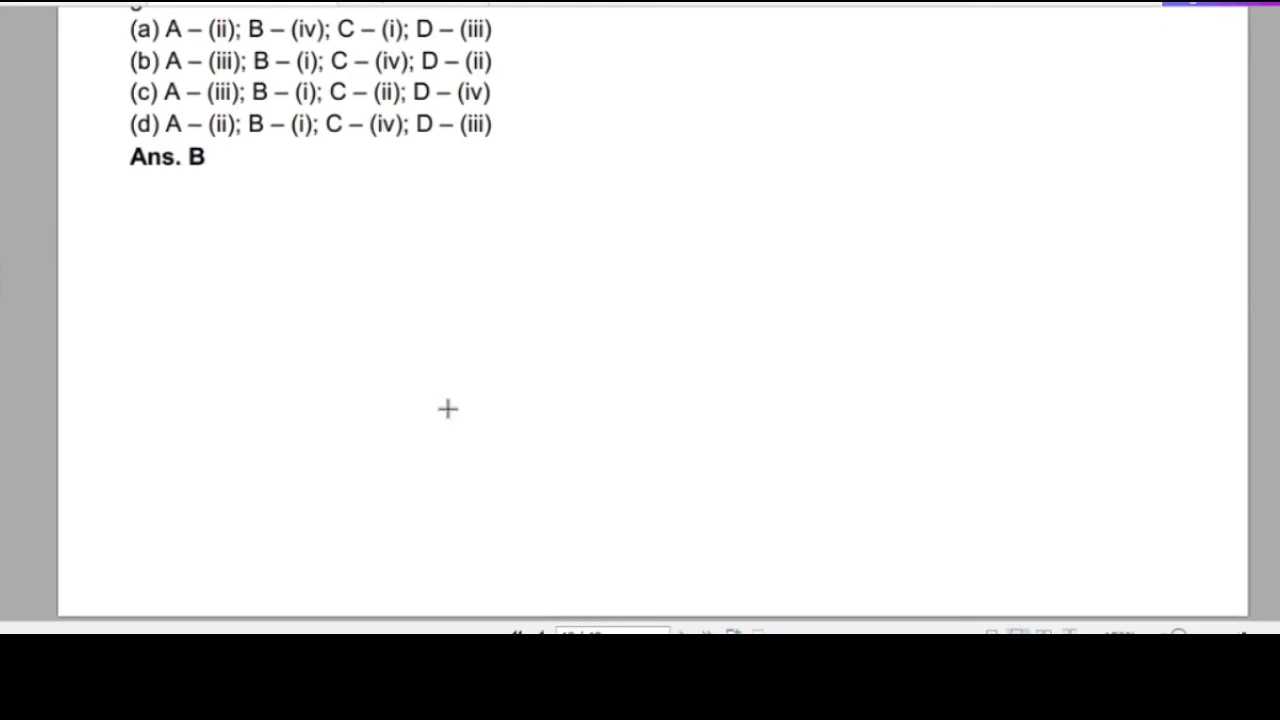 (a) A – (ii); B – (iv); C – (i); D – (iii)
(b) A – (iii); B – (i); C – (iv); D – (ii)
(c) A – (iii); B – (i); C – (ii); D – (iv)
(d) A – (ii); B – (i); C – (iv); D – (iii)
Ans. B